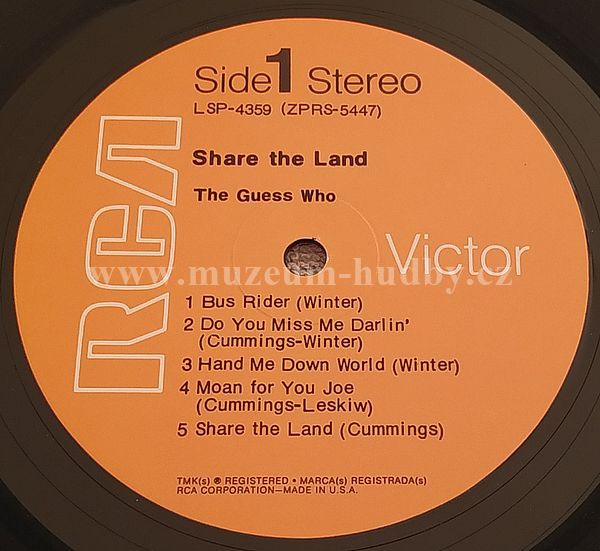 Side 1 Stereo
LSP-4359 (ZPRS-5447)
Share the Land
The Guess Who
RCA
Victor
www.muzeum-hudby.cz
1 Bus Rider (Winter)
2 Do You Miss Me Darlin'
(Cummings-Winter)
3 Hand Me Down World (Winter)
4 Moan for You Joe
(Cummings-Leskiw)
5 Share the Land (Cummings)
TMK(s) ® REGISTERED • MARCA(s) REGISTRADA(s)
RCA CORPORATION—MADE IN U.S.A.